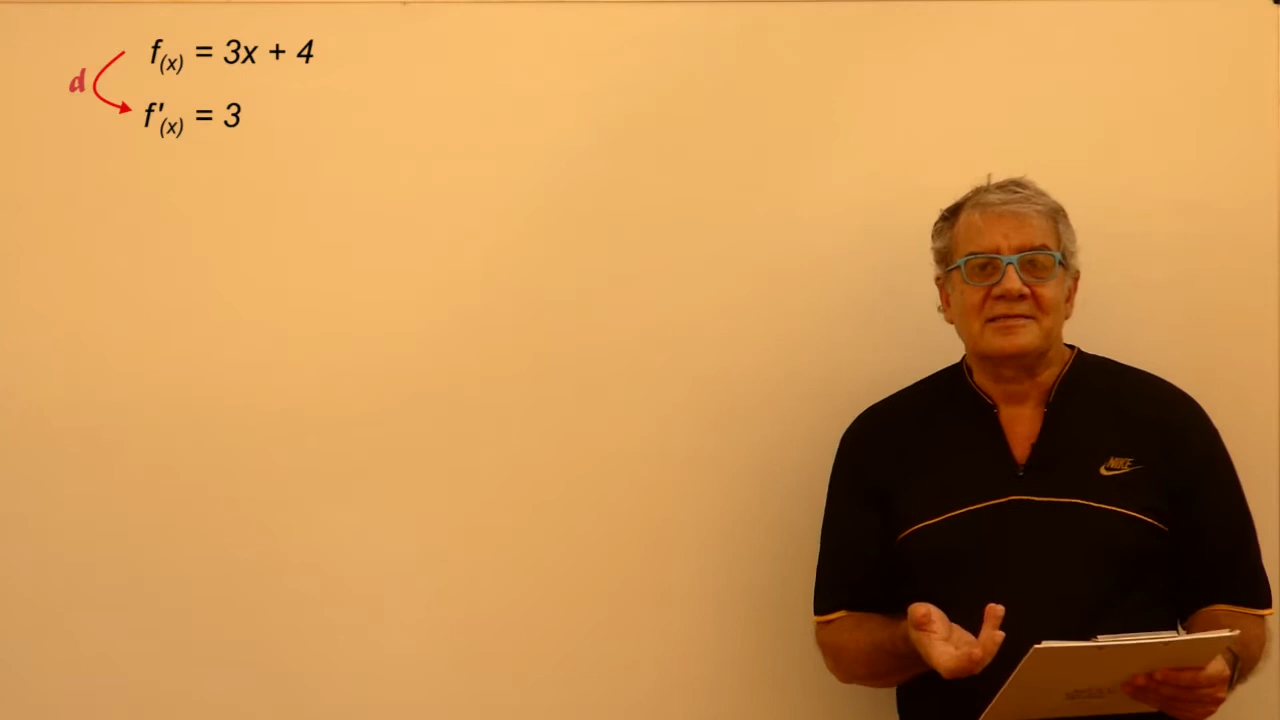 f(x) = 3x + 4
d
f'(x) = 3
NIKE